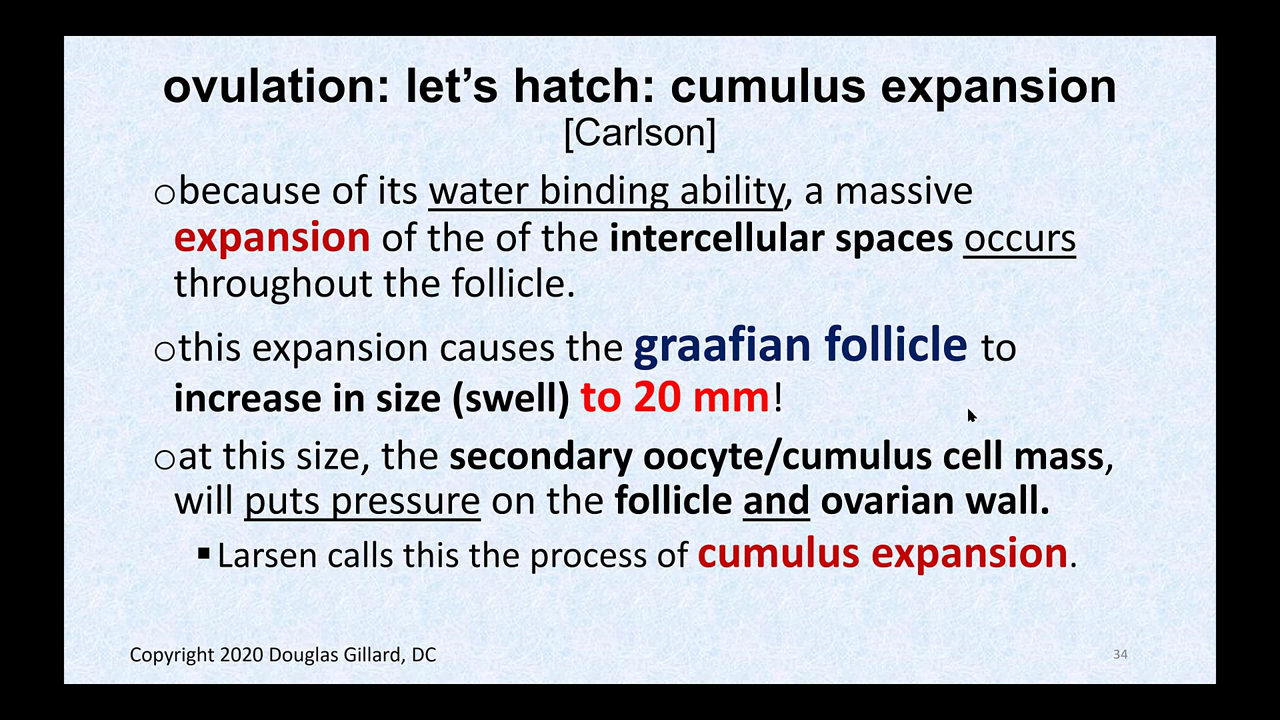 ovulation: let’s hatch: cumulus expansion
[Carlson]
○because of its water binding ability, a massive
expansion of the of the intercellular spaces occurs
throughout the follicle.
○this expansion causes the graafian follicle to
increase in size (swell) to 20 mm!
○at this size, the secondary oocyte/cumulus cell mass,
will puts pressure on the follicle and ovarian wall.
▪Larsen calls this the process of cumulus expansion.
Copyright 2020 Douglas Gillard, DC
34